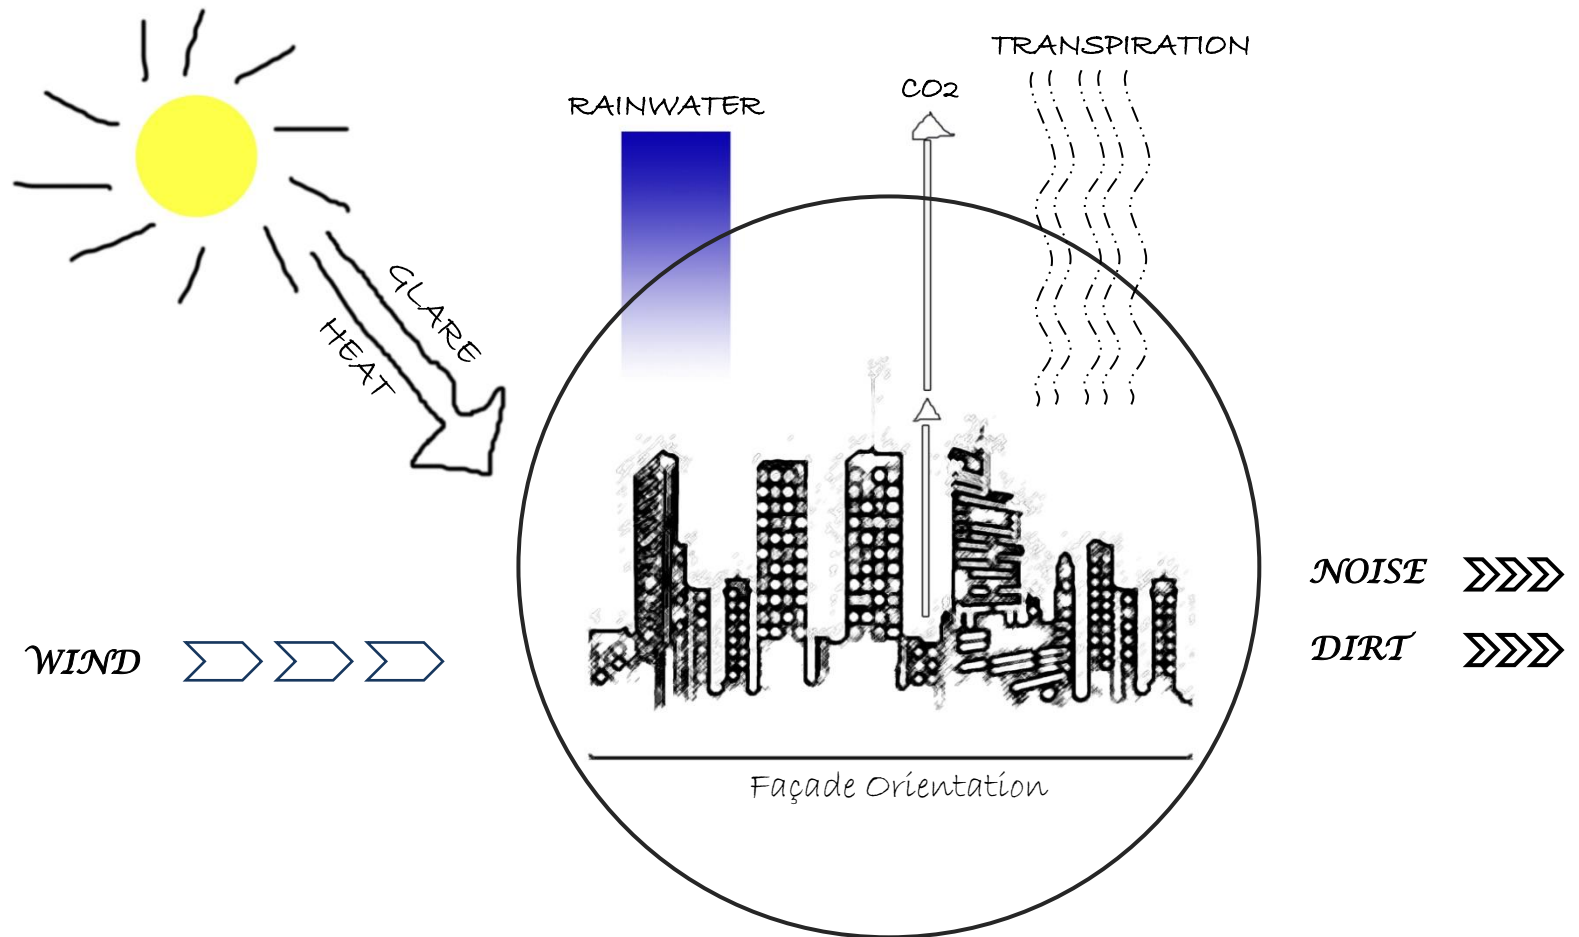 TRANSPIRATION
CO2
RAINWATER
GLARE
HEAT
NOISE
WIND
DIRT
Façade Orientation